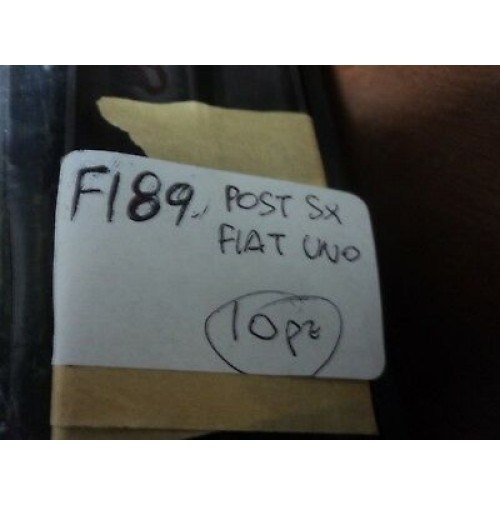 F189 POST SX
FIAT UNO
10pz